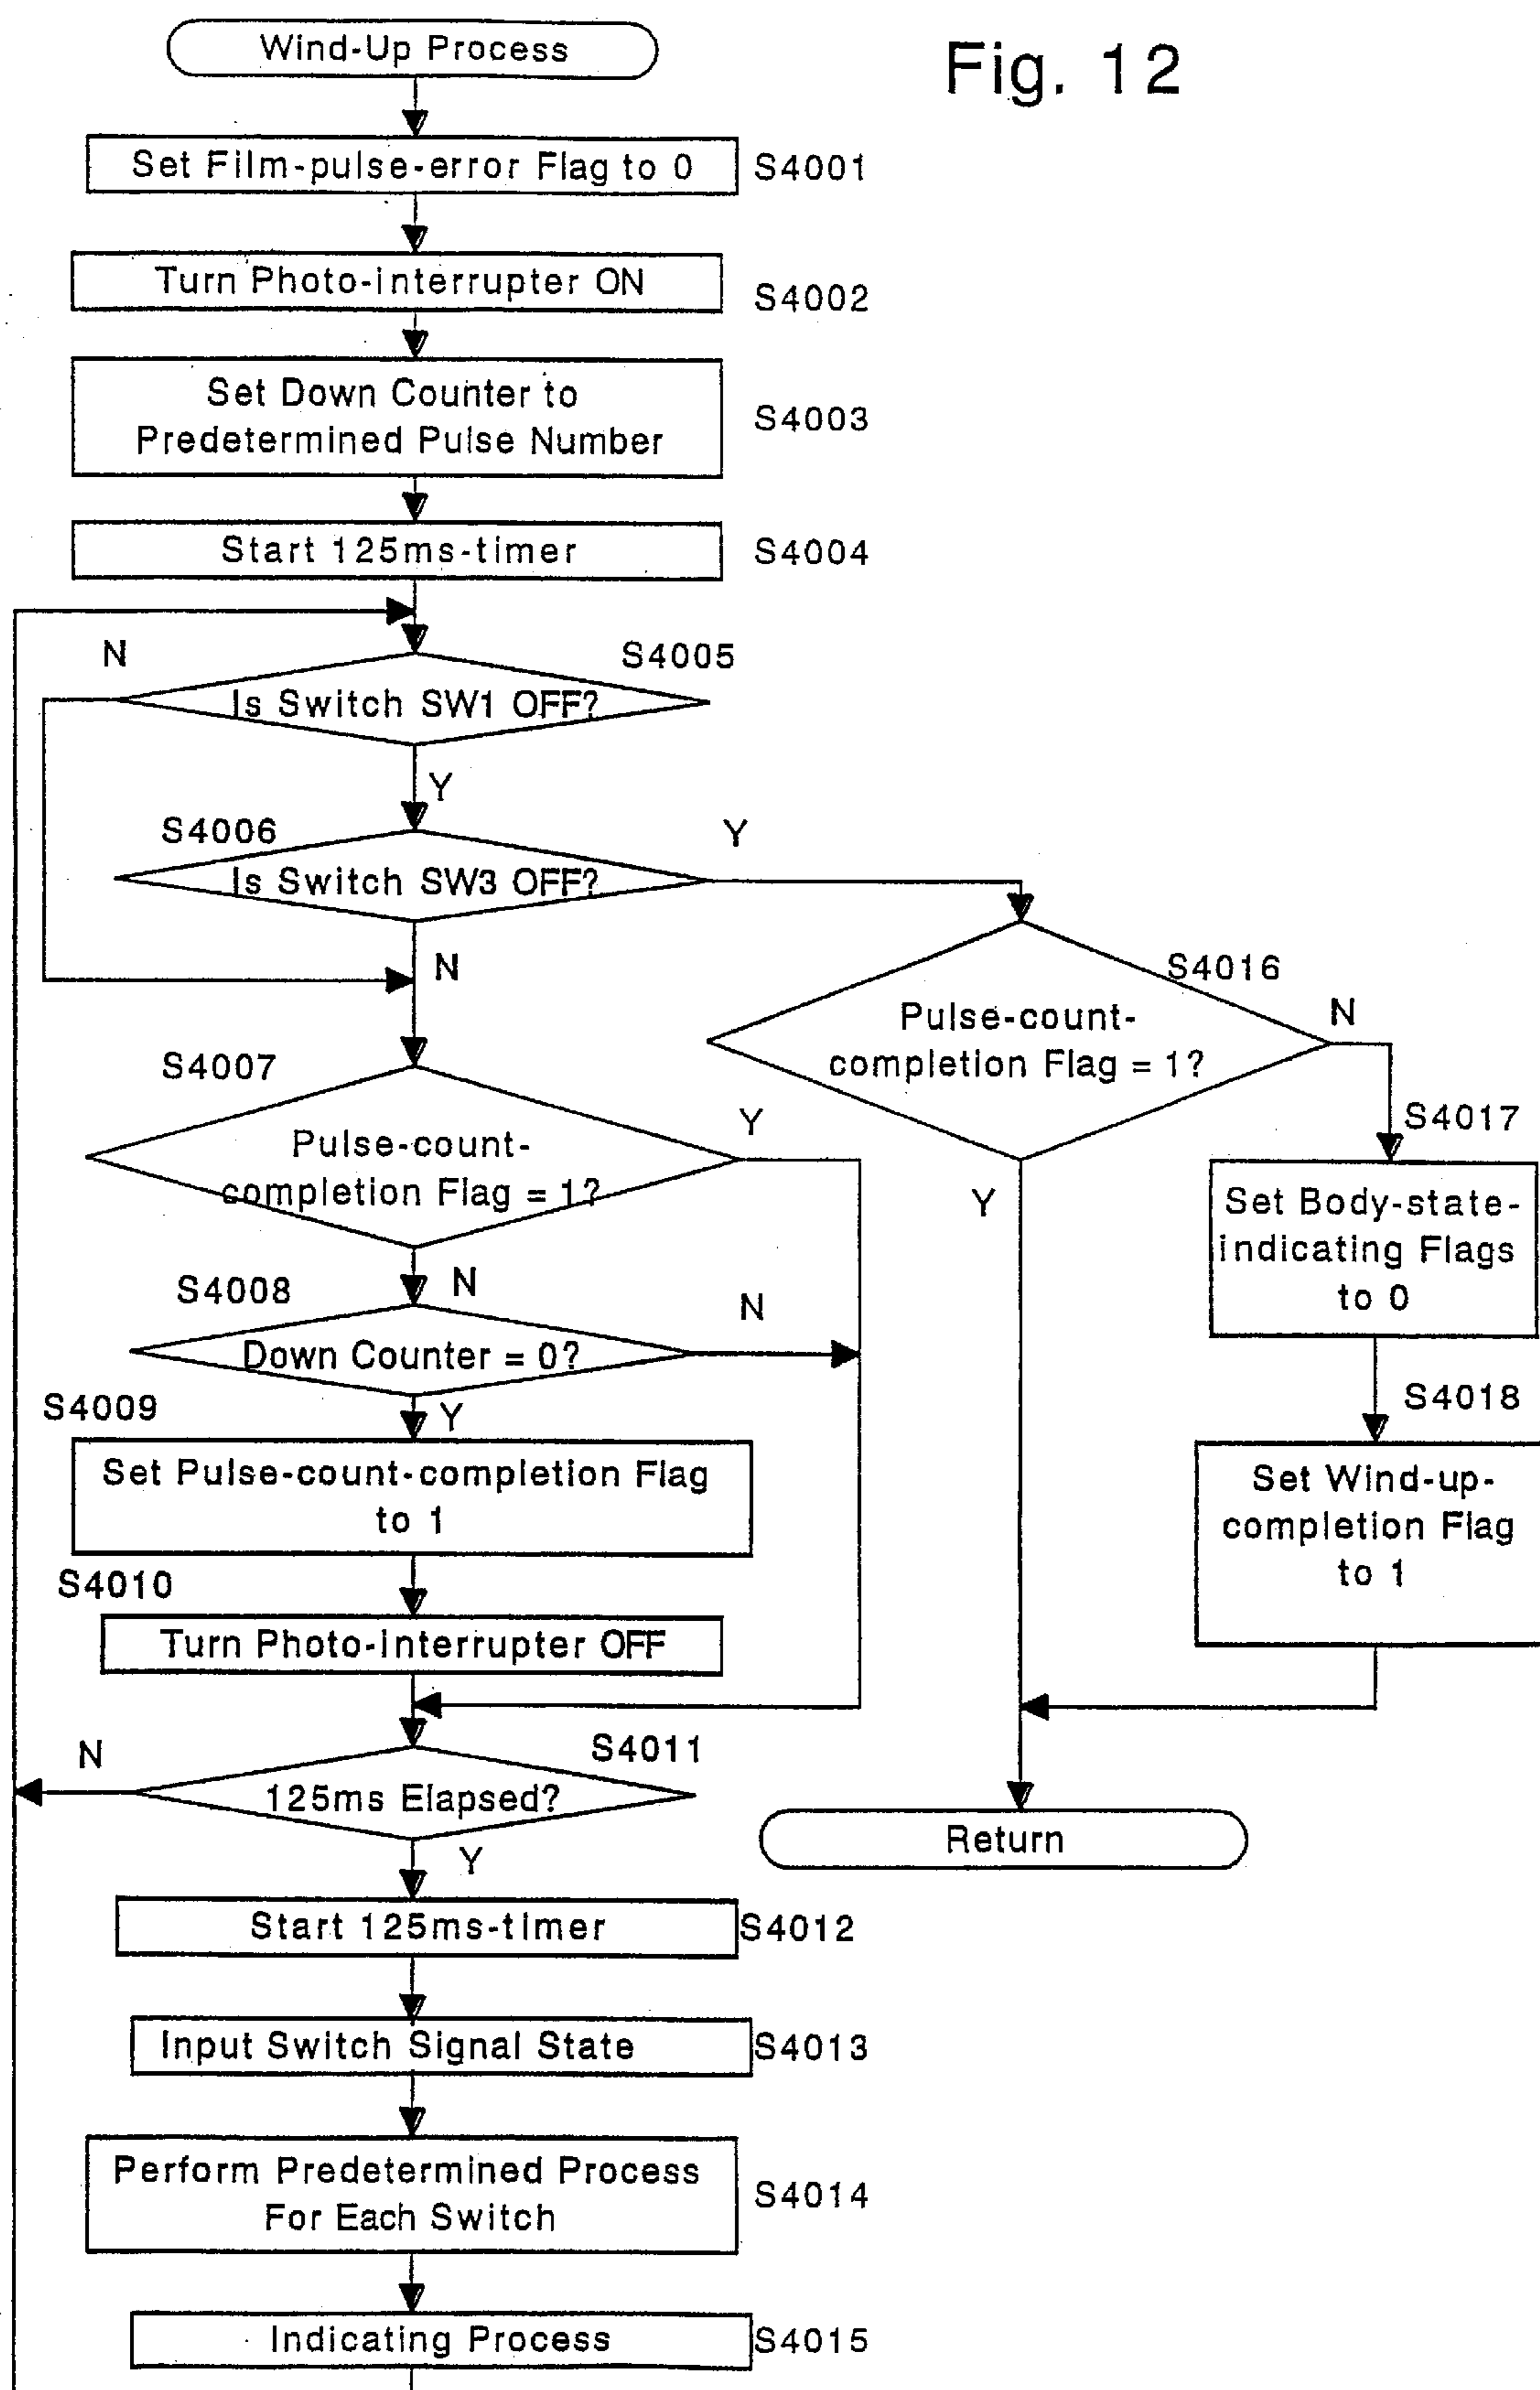 Fig. 12
Wind-Up Process
Set Film-pulse-error Flag to 0
S4001
Turn Photo-interrupter ON
S4002
Set Down Counter to
Predetermined Pulse Number
S4003
Start 125ms-timer
S4004
N
S4005
Is Switch SW1 OFF?
Y
S4006
Y
Is Switch SW3 OFF?
N
S4016
Pulse-count-
completion Flag = 1?
N
Y
S4007
Y
Pulse-count-
completion Flag = 1?
N
S4017
Set Body-state-
indicating Flags
to 0
S4008
N
Down Counter = 0?
Y
S4018
Set Wind-up-
completion Flag
to 1
S4009
Set Pulse-count-completion Flag
to 1
S4010
Turn Photo-interrupter OFF
N
S4011
125ms Elapsed?
Y
Return
Start 125ms-timer
S4012
Input Switch Signal State
S4013
Perform Predetermined Process
For Each Switch
S4014
Indicating Process
S4015